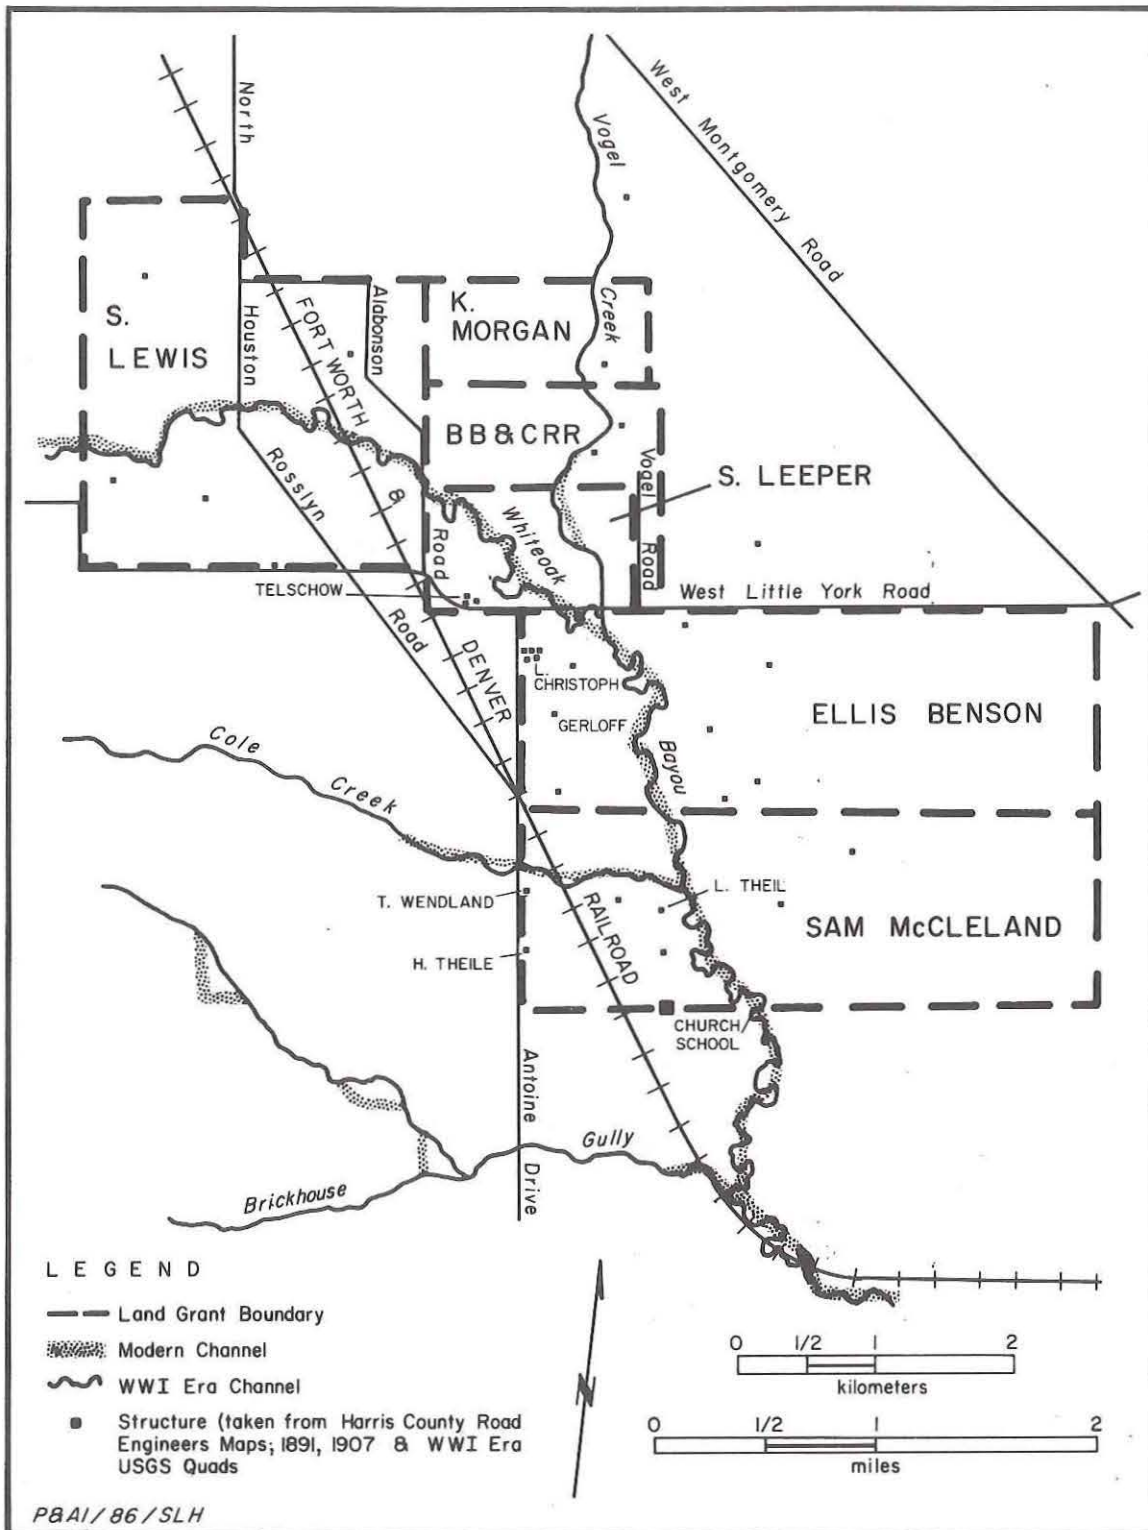 North
West Montgomery Road
Vogel
Creek
S.
LEWIS
Houston
FORT WORTH
Alabonson
K.
MORGAN
BB&CRR
Vogel Road
S. LEEPER
Rosslyn
&
Road
Whiteoak
TELSCHOW
West Little York Road
Road
DENVER
L.
CHRISTOPH
GERLOFF
ELLIS BENSON
Cole
Creek
Bayou
T. WENDLAND
L. THEIL
RAILROAD
SAM McCLELAND
H. THEILE
CHURCH
SCHOOL
Antoine Drive
Gully
Brickhouse
LEGEND
Land Grant Boundary
Modern Channel
WWI Era Channel
Structure (taken from Harris County Road
Engineers Maps; 1891, 1907 & WWI Era
USGS Quads
N
0 1/2 1 2
kilometers
0 1/2 1 2
miles
P&AI/86/SLH